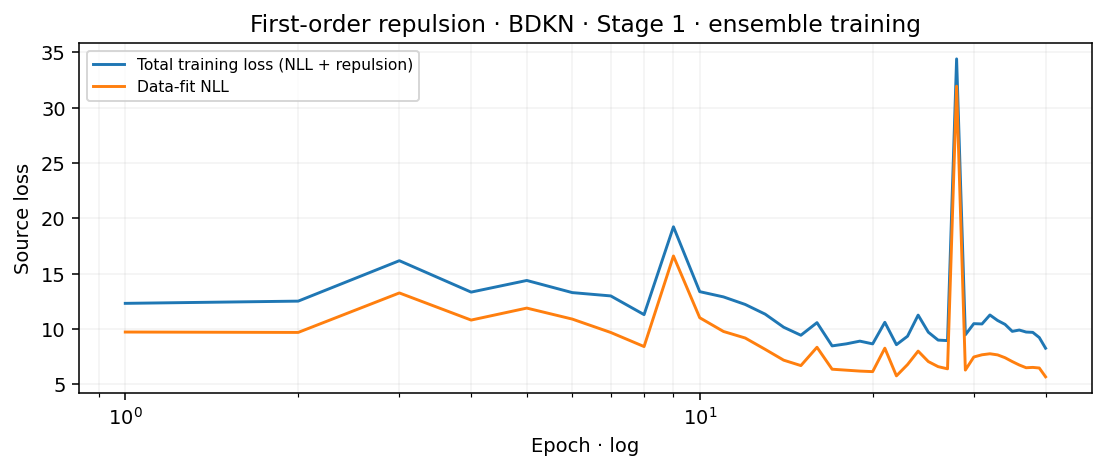 First-order repulsion · BDKN · Stage 1 · ensemble training
Total training loss (NLL + repulsion)
Data-fit NLL
Source loss
35
30
25
20
15
10
5
10⁰
10¹
Epoch · log